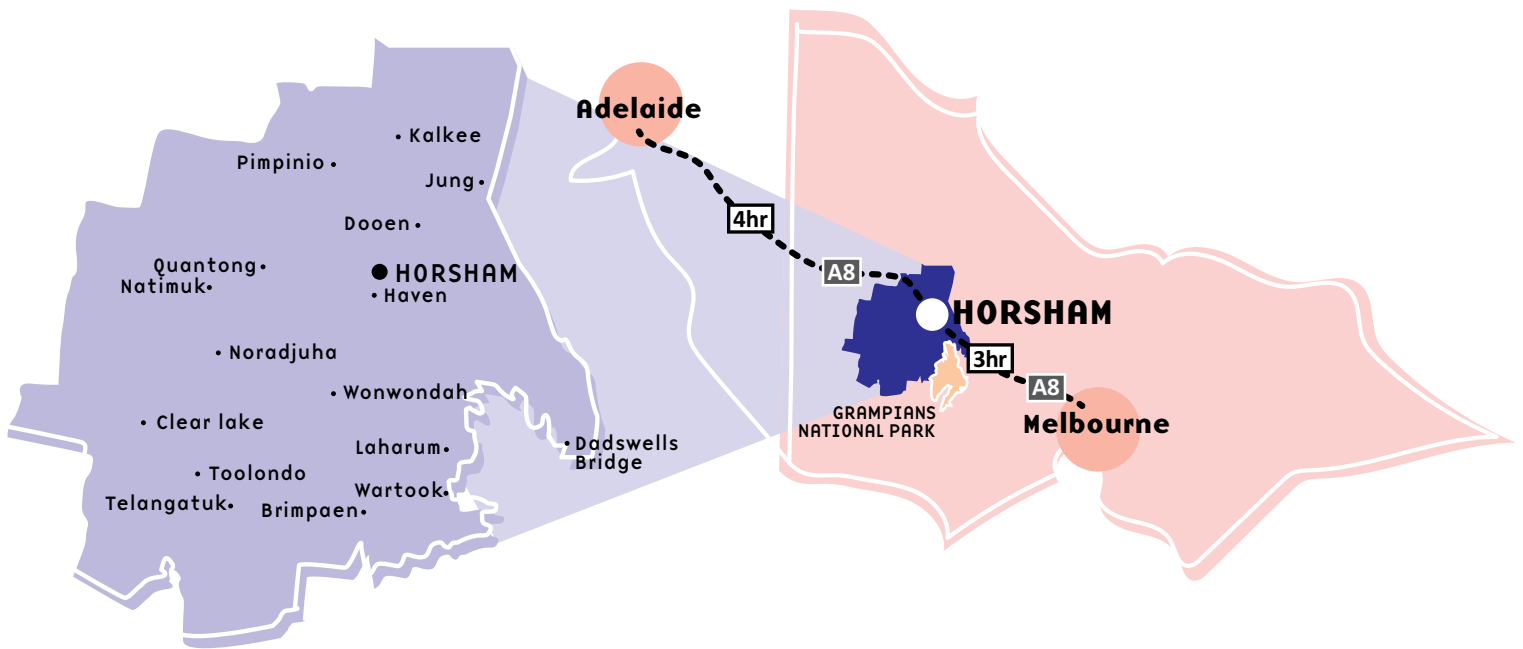 Kalkee
Pimpinio
Jung
Dooen
Quantong
HORSHAM
Natimuk
Haven
Noradjuha
Wonwondah
Clear lake
Laharum
Dadswells
Bridge
Toolondo
Wartook
Telangatuk
Brimpaen
Adelaide
4hr
A8
HORSHAM
3hr
A8
GRAMPIANS
NATIONAL PARK
Melbourne